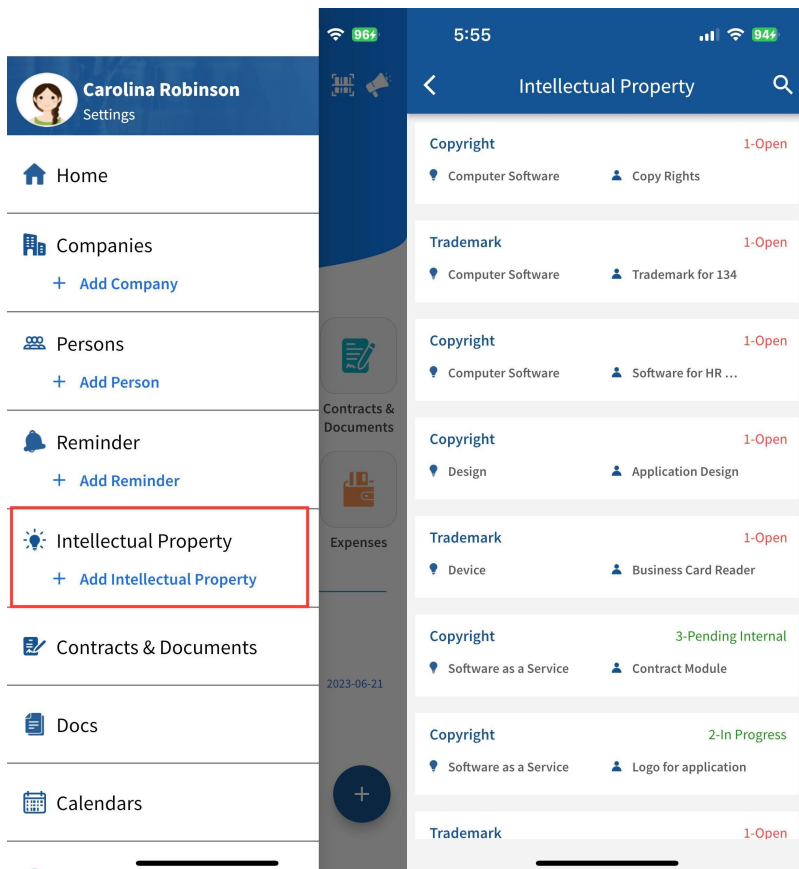 96
Carolina Robinson
Settings
Home
Companies
+ Add Company
Persons
+ Add Person
Reminder
+ Add Reminder
Intellectual Property
+ Add Intellectual Property
Contracts & Documents
Docs
Calendars
Contracts &
Documents
Expenses
2023-06-21
+
5:55
94
Intellectual Property
Copyright 1-Open
Computer Software Copy Rights
Trademark 1-Open
Computer Software Trademark for 134
Copyright 1-Open
Computer Software Software for HR ...
Copyright 1-Open
Design Application Design
Trademark 1-Open
Device Business Card Reader
Copyright 3-Pending Internal
Software as a Service Contract Module
Copyright 2-In Progress
Software as a Service Logo for application
Trademark 1-Open